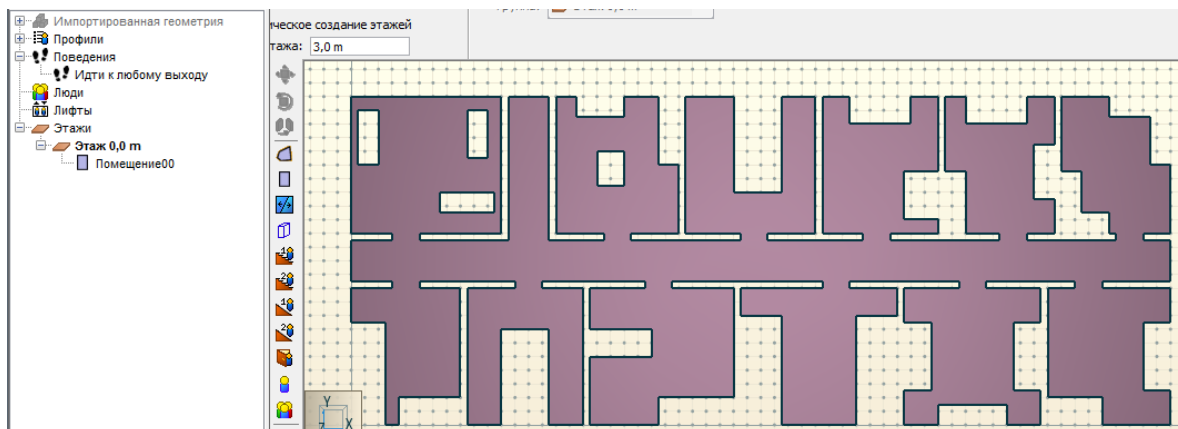 Импортированная геометрия
Профили
Поведения
Идти к любому выходу
Люди
Лифты
Этажи
Этаж 0,0 m
Помещение00
ическое создание этажей
тажа: 3,0 m
Y
X